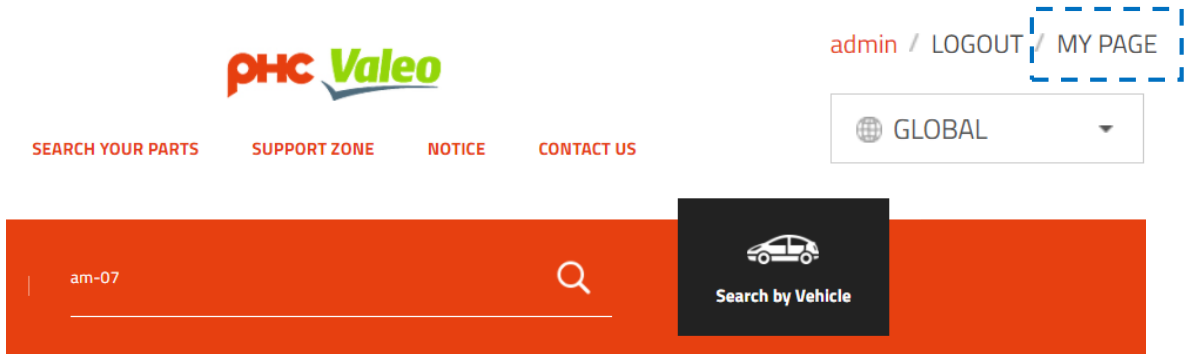 admin / LOGOUT / MY PAGE
PHC Valeo
GLOBAL
SEARCH YOUR PARTS SUPPORT ZONE NOTICE CONTACT US
am-07
Search by Vehicle